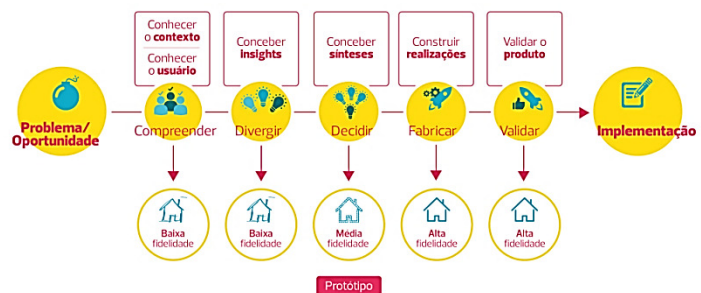 Conhecer
o contexto
Conhecer
o usuário
Conceber
insights
Conceber
sínteses
Construir
realizações
Validar o
produto
Problema/
Oportunidade
Compreender
Divergir
Decidir
Fabricar
Validar
Implementação
Baixa
fidelidade
Baixa
fidelidade
Média
fidelidade
Alta
fidelidade
Alta
fidelidade
Protótipo